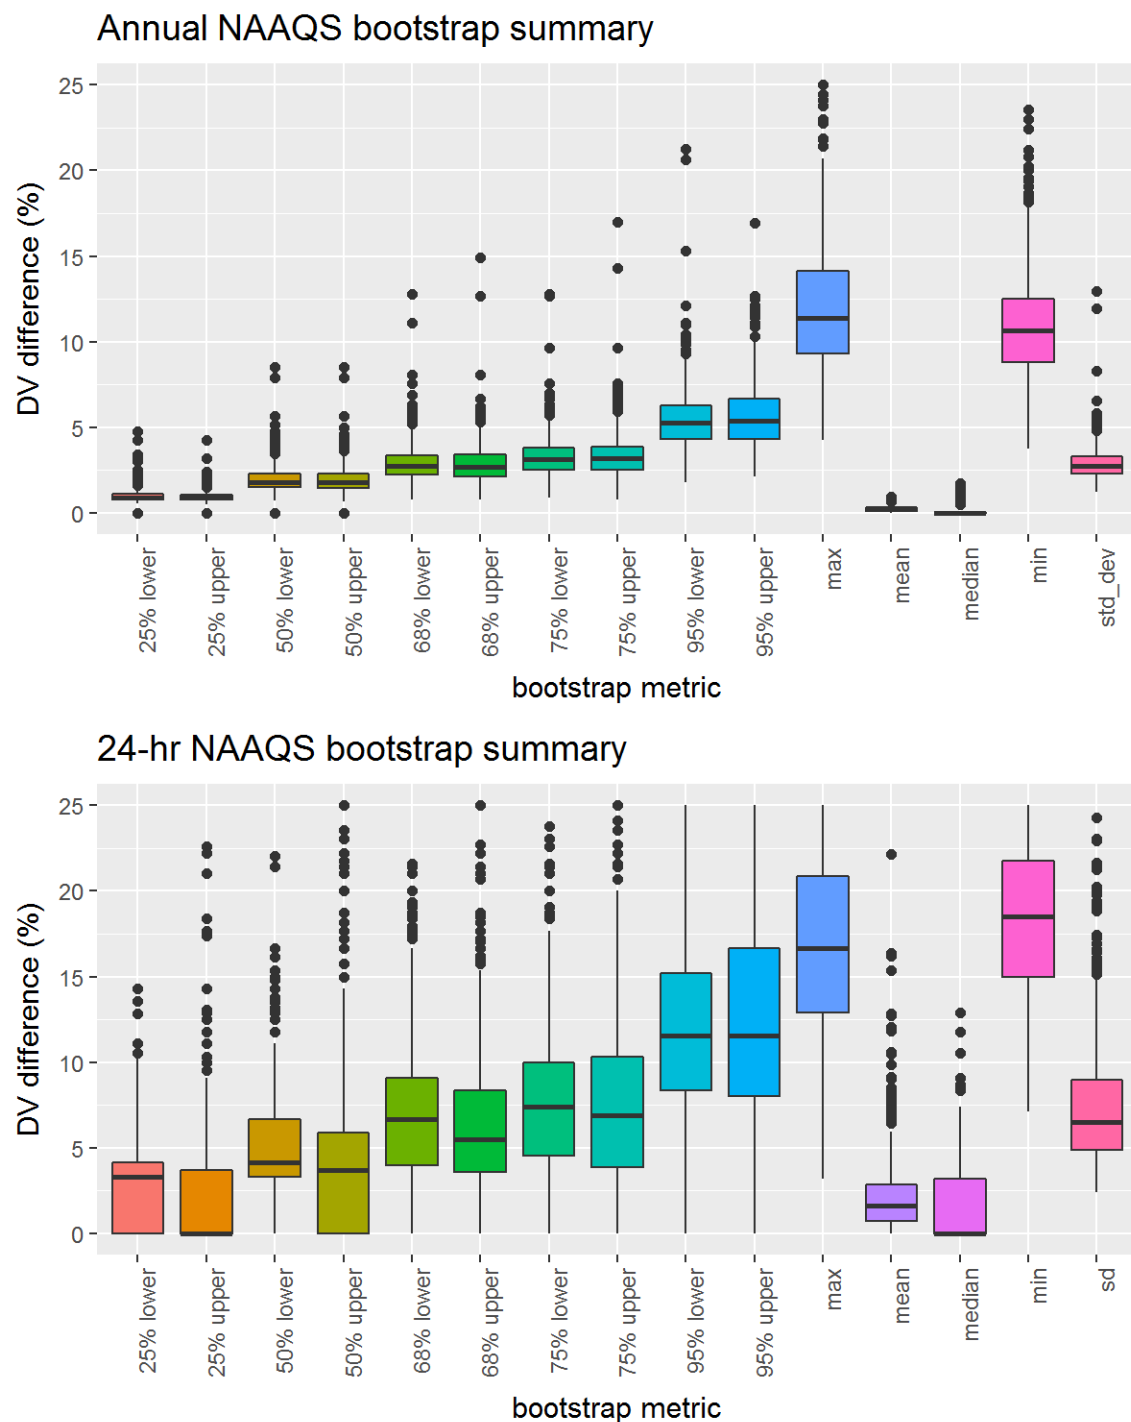 Annual NAAQS bootstrap summary
25
20
15
10
5
0
DV difference (%)
25% lower
25% upper
50% lower
50% upper
68% lower
68% upper
75% lower
75% upper
95% lower
95% upper
max
mean
median
min
std_dev
bootstrap metric
24-hr NAAQS bootstrap summary
25
20
15
10
5
0
DV difference (%)
25% lower
25% upper
50% lower
50% upper
68% lower
68% upper
75% lower
75% upper
95% lower
95% upper
max
mean
median
min
sd
bootstrap metric